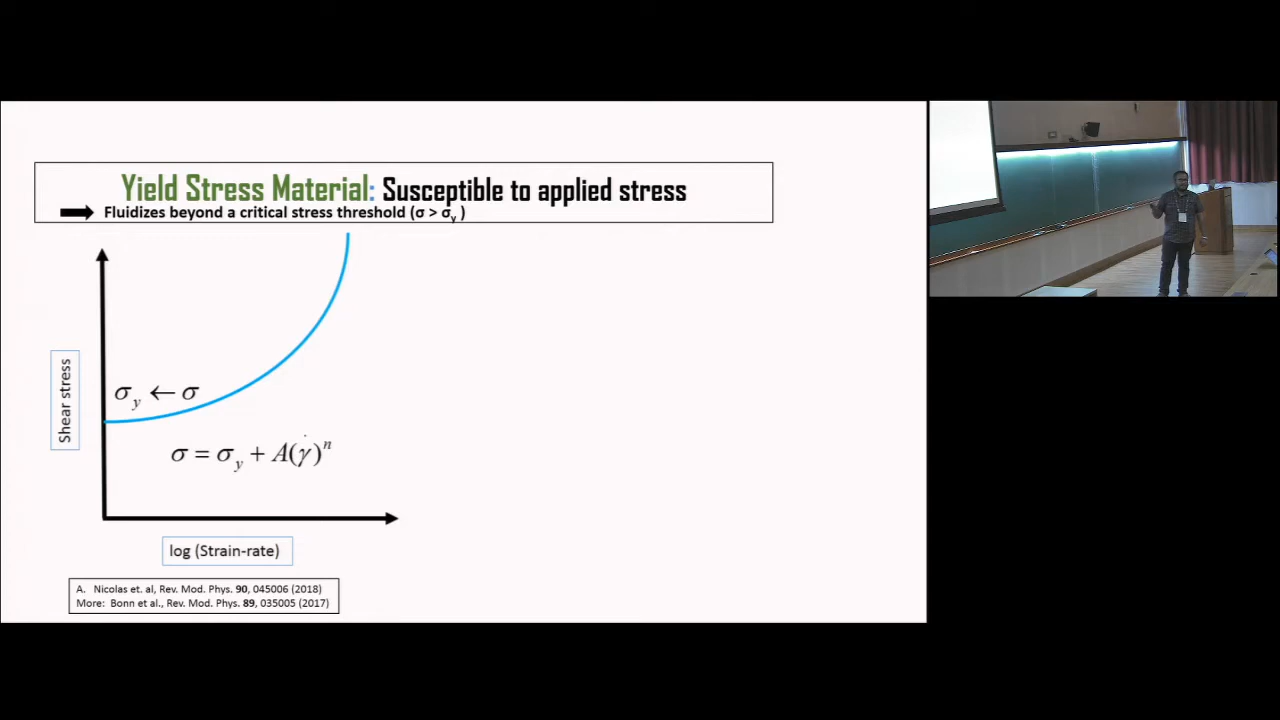 Yield Stress Material: Susceptible to applied stress
Fluidizes beyond a critical stress threshold (σ > σy )
Shear stress
σy ← σ
σ = σy + A(γ̇)ⁿ
log (Strain-rate)
A. Nicolas et. al, Rev. Mod. Phys. 90, 045006 (2018)
More: Bonn et al., Rev. Mod. Phys. 89, 035005 (2017)